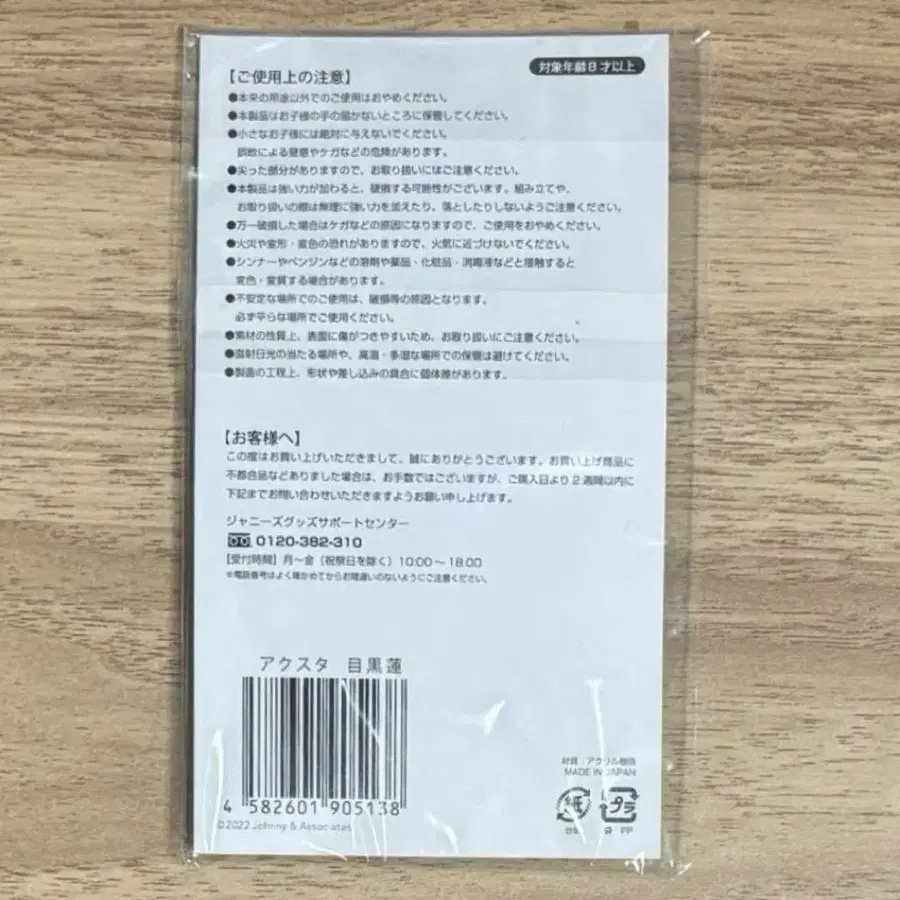 【ご使用上の注意】
対象年齢8才以上
●本来の用途以外でのご使用はおやめください。
●本製品はお子様の手の届かないところに保管してください。
●小さなお子様には絶対に与えないでください。
誤飲による窒息やケガなどの危険があります。
●尖った部分がありますので、お取り扱いにはご注意ください。
●本製品は強い力が加わると、破損する可能性がございます。組み立てや、
お取り扱いの際は無理に強い力を加えたり、落としたりしないようご注意ください。
●万一破損した場合はケガなどの原因になりますので、ご使用をおやめください。
●火災や変形・変色の恐れがありますので、火気に近づけないでください。
●シンナーやベンジンなどの溶剤や薬品・化粧品・消毒液などと接触すると
変色・変質する場合があります。
●不安定な場所でのご使用は、破損等の原因となります。
必ず平らな場所でご使用ください。
●素材の性質上、表面に傷がつきやすいため、お取り扱いにご注意ください。
●直射日光の当たる場所や、高温・多湿な場所での保管は避けてください。
●製造の工程上、形状や差し込みの具合に個体差があります。
【お客様へ】
この度はお買い上げいただきまして、誠にありがとうございます。お買い上げ商品に
不都合品などありました場合は、お手数ではございますが、ご購入日より2週間以内に
下記までお問い合わせいただきますようお願い申し上げます。
ジャニーズグッズサポートセンター
0120-382-310
【受付時間】月〜金（祝祭日を除く）10:00〜18:00
※電話番号はよく確かめてからお間違いのないようにご注意ください。
アクスタ 目黒蓮
4 582601 905138
©2022 Johnny & Associates
材質：アクリル樹脂
MADE IN JAPAN
紙 プラ
台紙 袋 PP